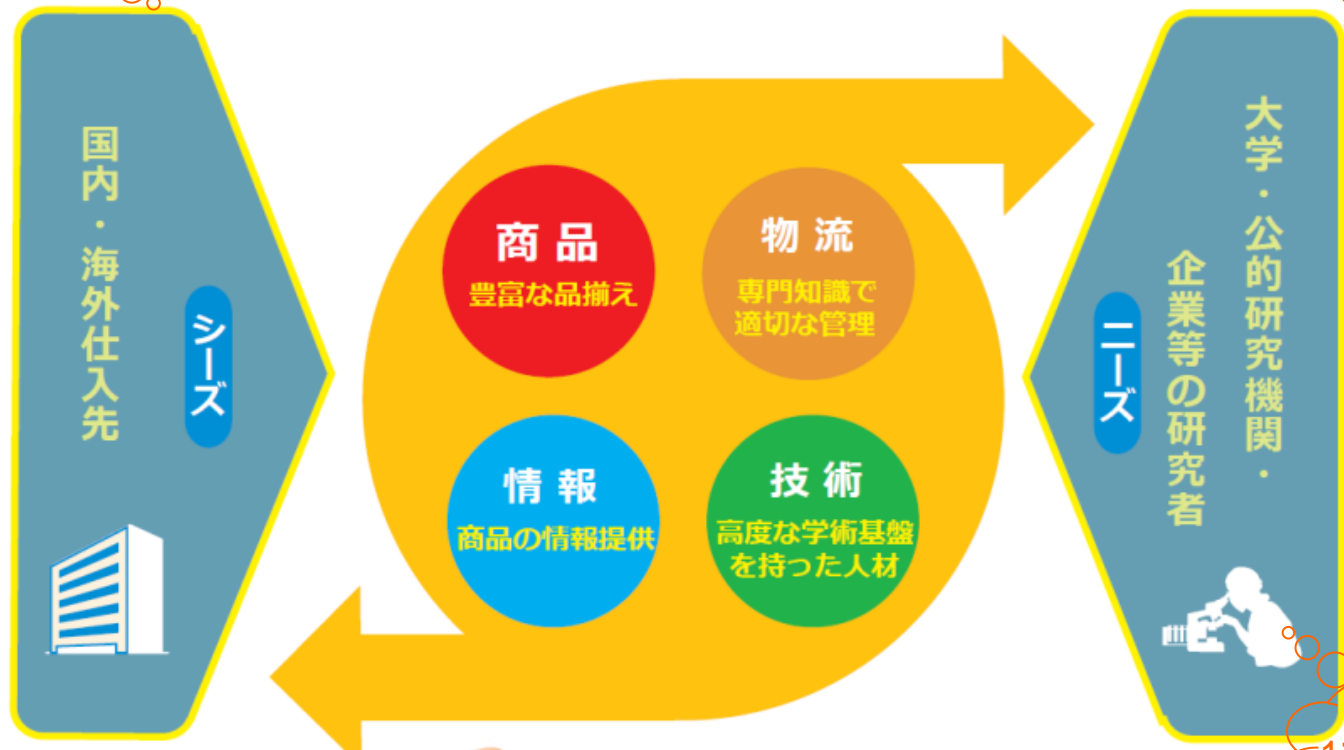 国内・海外仕入先
シーズ
商品
豊富な品揃え
物流
専門知識で
適切な管理
情報
商品の情報提供
技術
高度な学術基盤
を持った人材
大学・公的研究機関・
企業等の研究者
ニーズ